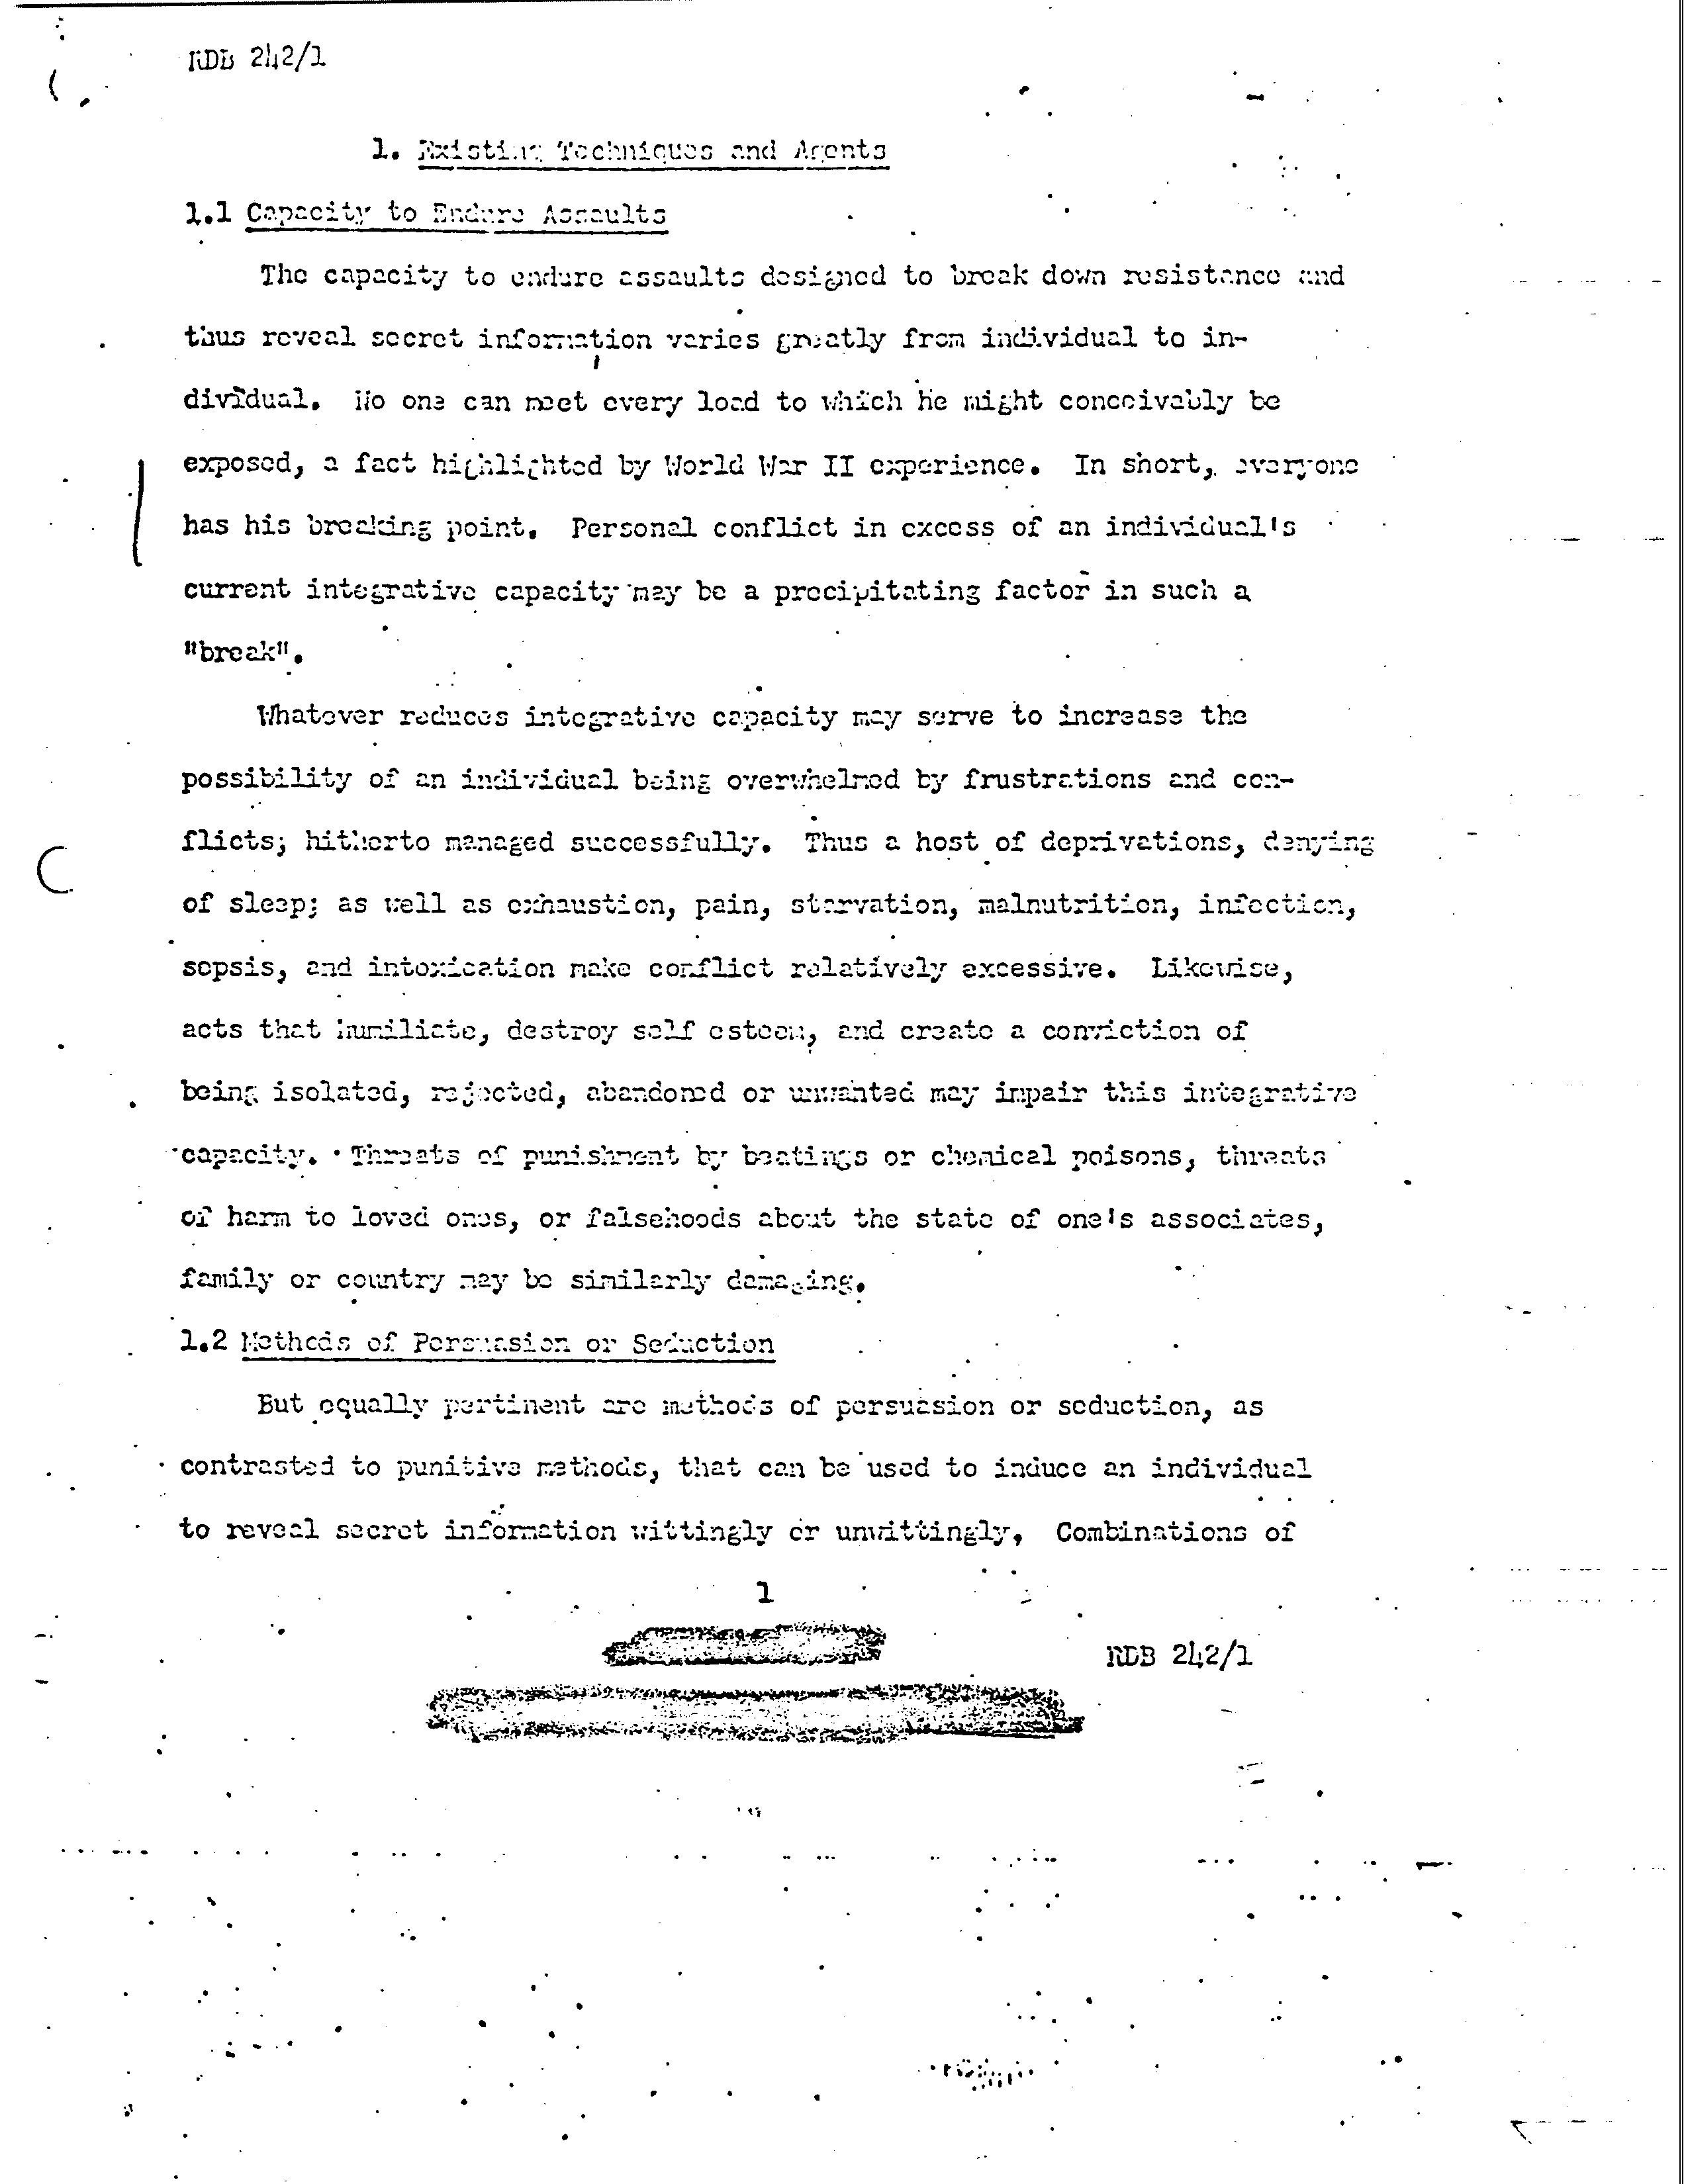 RDB 242/1
1. Existing Techniques and Agents
1.1 Capacity to Endure Assaults
The capacity to endure assaults designed to break down resistance and
thus reveal secret information varies greatly from individual to in-
dividual. No one can meet every load to which he might conceivably be
exposed, a fact highlighted by World War II experience. In short, everyone
has his breaking point. Personal conflict in excess of an individual's
current integrative capacity may be a precipitating factor in such a
"break".
Whatever reduces integrative capacity may serve to increase the
possibility of an individual being overwhelmed by frustrations and con-
flicts; hitherto managed successfully. Thus a host of deprivations, denying
of sleep; as well as exhaustion, pain, starvation, malnutrition, infection,
sepsis, and intoxication make conflict relatively excessive. Likewise,
acts that humiliate, destroy self esteem, and create a conviction of
being isolated, rejected, abandoned or unwanted may impair this integrative
capacity. Threats of punishment by beatings or chemical poisons, threats
of harm to loved ones, or falsehoods about the state of one's associates,
family or country may be similarly damaging.
1.2 Methods of Persuasion or Seduction
But equally pertinent are methods of persuasion or seduction, as
contrasted to punitive methods, that can be used to induce an individual
to reveal secret information wittingly or unwittingly, Combinations of
1
RDB 242/1